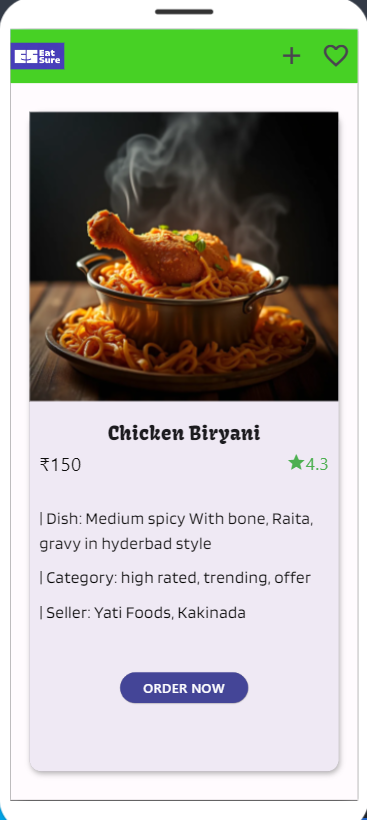 ES Eat
Sure
Chicken Biryani
₹150 ★4.3
| Dish: Medium spicy With bone, Raita,
gravy in hyderbad style
| Category: high rated, trending, offer
| Seller: Yati Foods, Kakinada
ORDER NOW